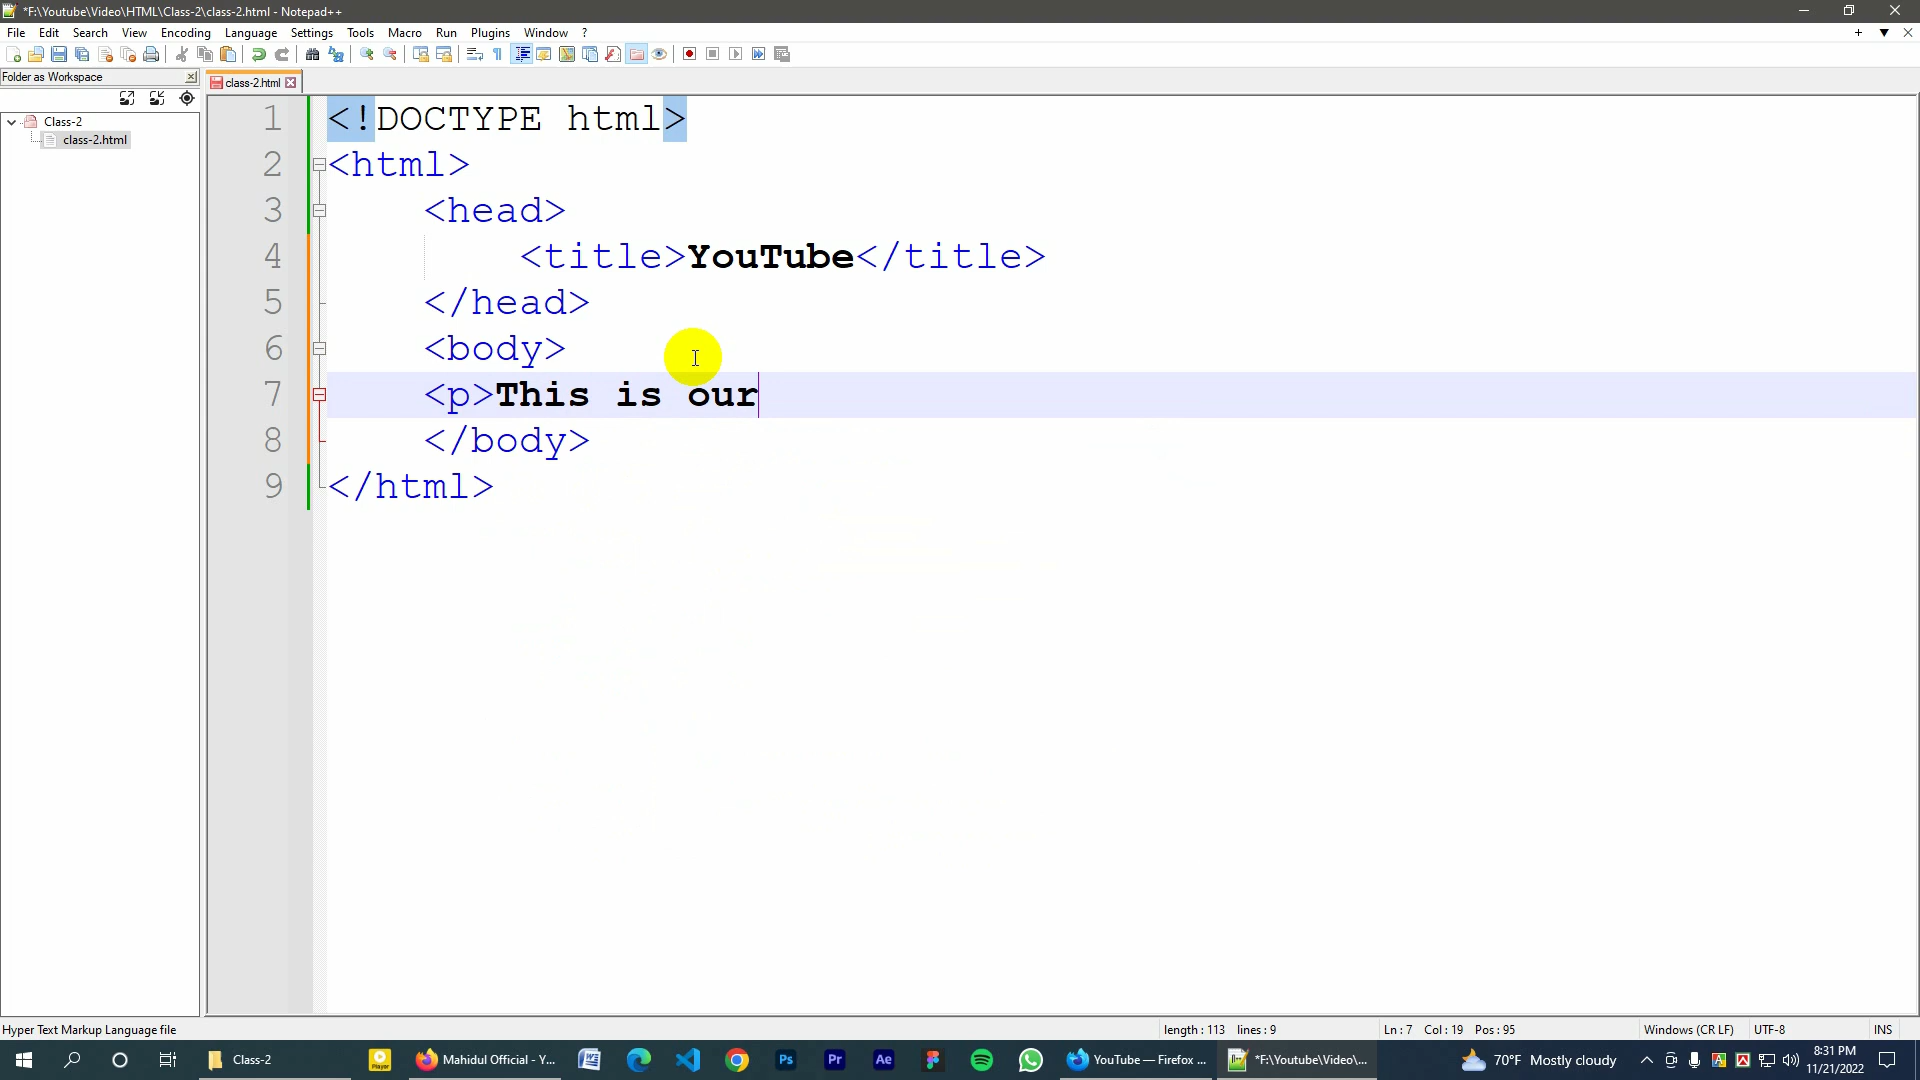 *F:\Youtube\Video\HTML\Class-2\class-2.html - Notepad++
File Edit Search View Encoding Language Settings Tools Macro Run Plugins Window ?
Folder as Workspace
class-2.html
Class-2
class-2.html
1 <!DOCTYPE html>
2 <html>
3 <head>
4 <title>YouTube</title>
5 </head>
6 <body>
7 <p>This is our
8 </body>
9 </html>
Hyper Text Markup Language file length : 113 lines : 9 Ln : 7 Col : 19 Pos : 95 Windows (CR LF) UTF-8 INS
Class-2 Player Mahidul Official - Y... Ps Pr Ae YouTube — Firefox ... *F:\Youtube\Video\... 70°F Mostly cloudy 8:31 PM
11/21/2022